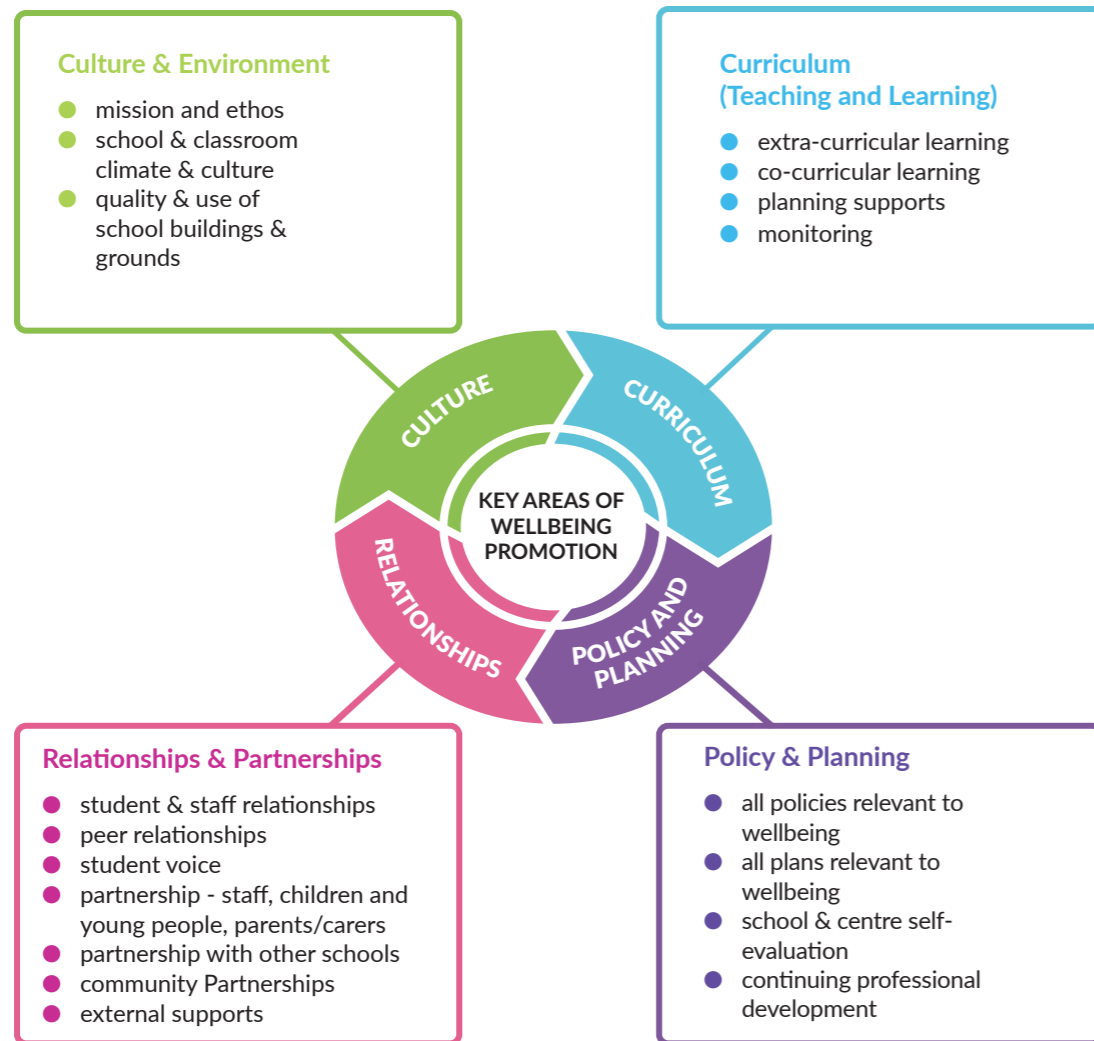 Culture & Environment
mission and ethos
school & classroom
climate & culture
quality & use of
school buildings &
grounds
Curriculum
(Teaching and Learning)
extra-curricular learning
co-curricular learning
planning supports
monitoring
CULTURE
CURRICULUM
KEY AREAS OF
WELLBEING
PROMOTION
RELATIONSHIPS
POLICY AND
PLANNING
Relationships & Partnerships
student & staff relationships
peer relationships
student voice
partnership - staff, children and
young people, parents/carers
partnership with other schools
community Partnerships
external supports
Policy & Planning
all policies relevant to
wellbeing
all plans relevant to
wellbeing
school & centre self-
evaluation
continuing professional
development